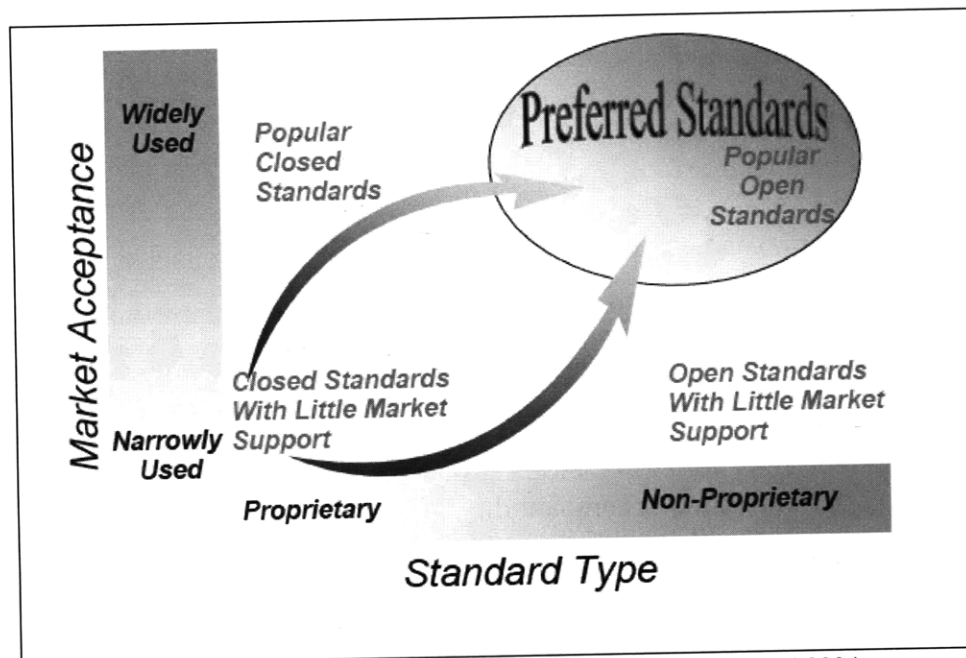 Preferred Standards
Widely
Used
Popular
Closed
Standards
Popular
Open
Standards
Market Acceptance
Closed Standards
With Little Market
Support
Open Standards
With Little Market
Support
Narrowly
Used
Proprietary
Non-Proprietary
Standard Type